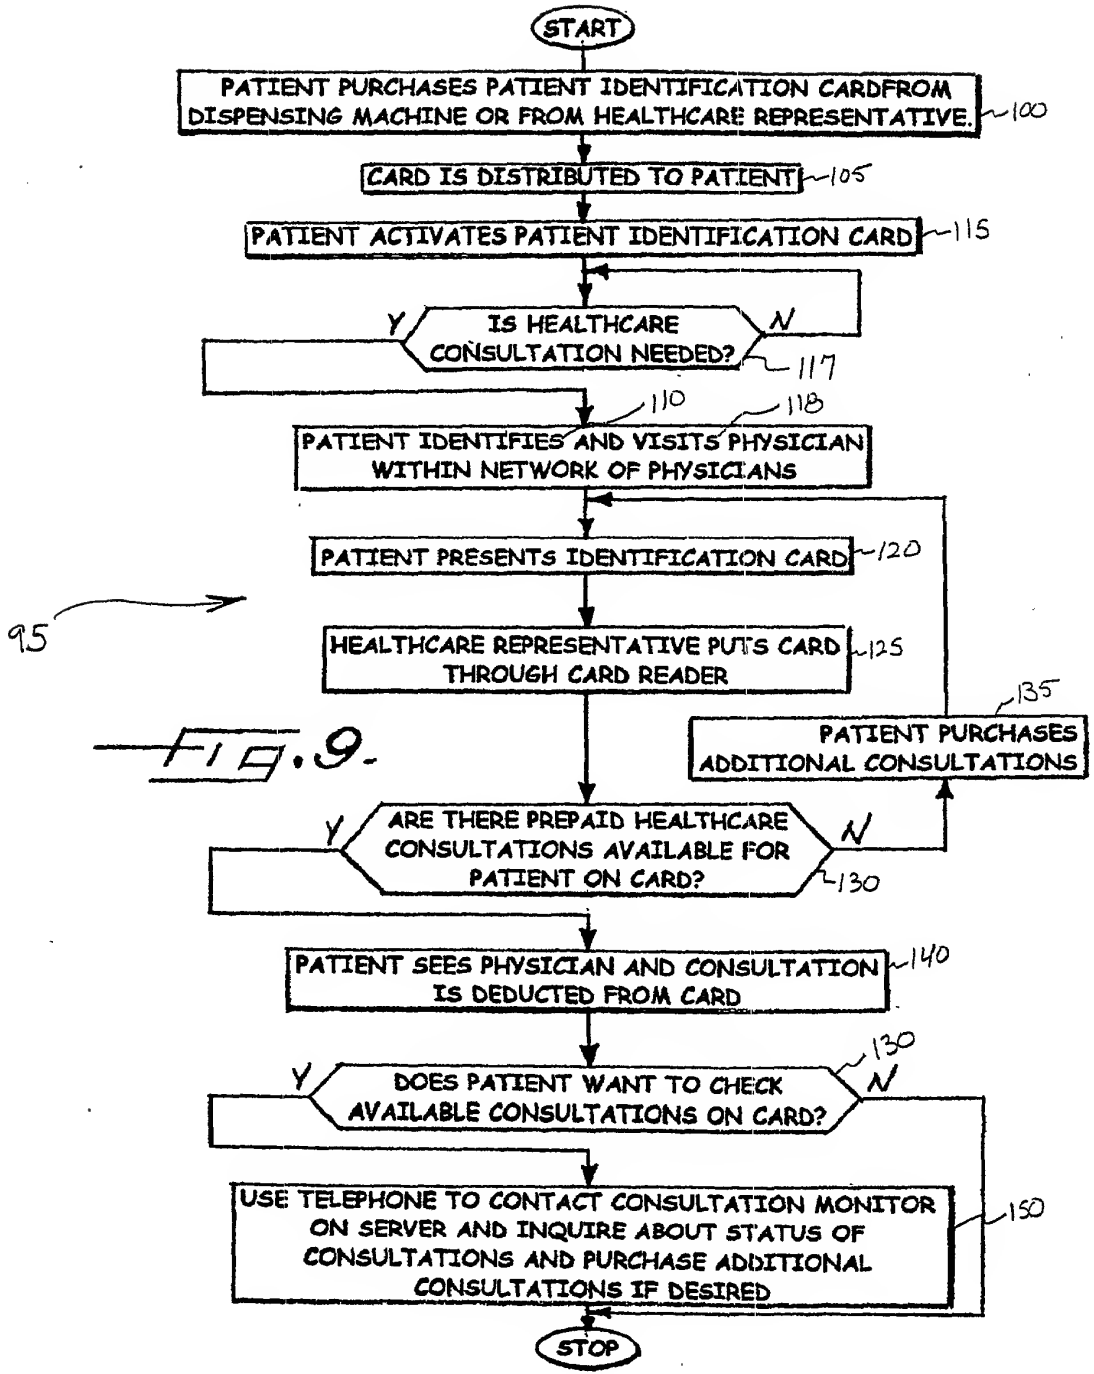 START
PATIENT PURCHASES PATIENT IDENTIFICATION CARDFROM
DISPENSING MACHINE OR FROM HEALTHCARE REPRESENTATIVE.
100
CARD IS DISTRIBUTED TO PATIENT
105
PATIENT ACTIVATES PATIENT IDENTIFICATION CARD
115
Y
IS HEALTHCARE
N
CONSULTATION NEEDED?
117
110
118
PATIENT IDENTIFIES AND VISITS PHYSICIAN
WITHIN NETWORK OF PHYSICIANS
PATIENT PRESENTS IDENTIFICATION CARD
120
95
HEALTHCARE REPRESENTATIVE PUTS CARD
THROUGH CARD READER
125
Fig. 9.
135
PATIENT PURCHASES
ADDITIONAL CONSULTATIONS
Y
ARE THERE PREPAID HEALTHCARE
CONSULTATIONS AVAILABLE FOR
PATIENT ON CARD?
N
130
PATIENT SEES PHYSICIAN AND CONSULTATION
IS DEDUCTED FROM CARD
140
130
Y
DOES PATIENT WANT TO CHECK
AVAILABLE CONSULTATIONS ON CARD?
N
USE TELEPHONE TO CONTACT CONSULTATION MONITOR
ON SERVER AND INQUIRE ABOUT STATUS OF
CONSULTATIONS AND PURCHASE ADDITIONAL
CONSULTATIONS IF DESIRED
150
STOP